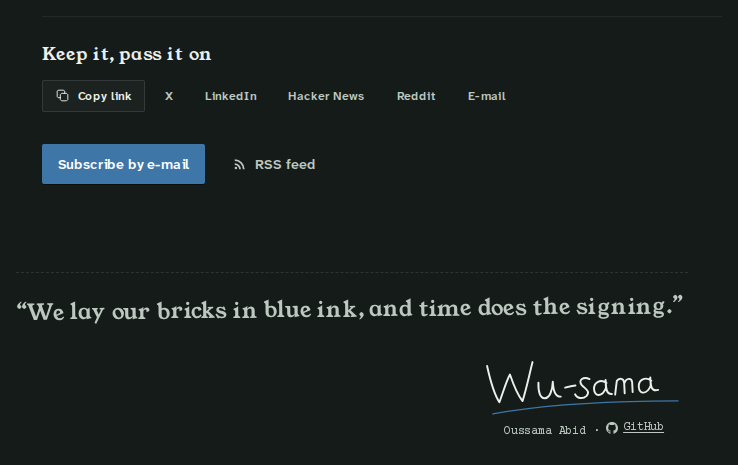 Keep it, pass it on
Copy link X LinkedIn Hacker News Reddit E-mail
Subscribe by e-mail RSS feed
“We lay our bricks in blue ink, and time does the signing.”
Wu-sama
Oussama Abid · GitHub